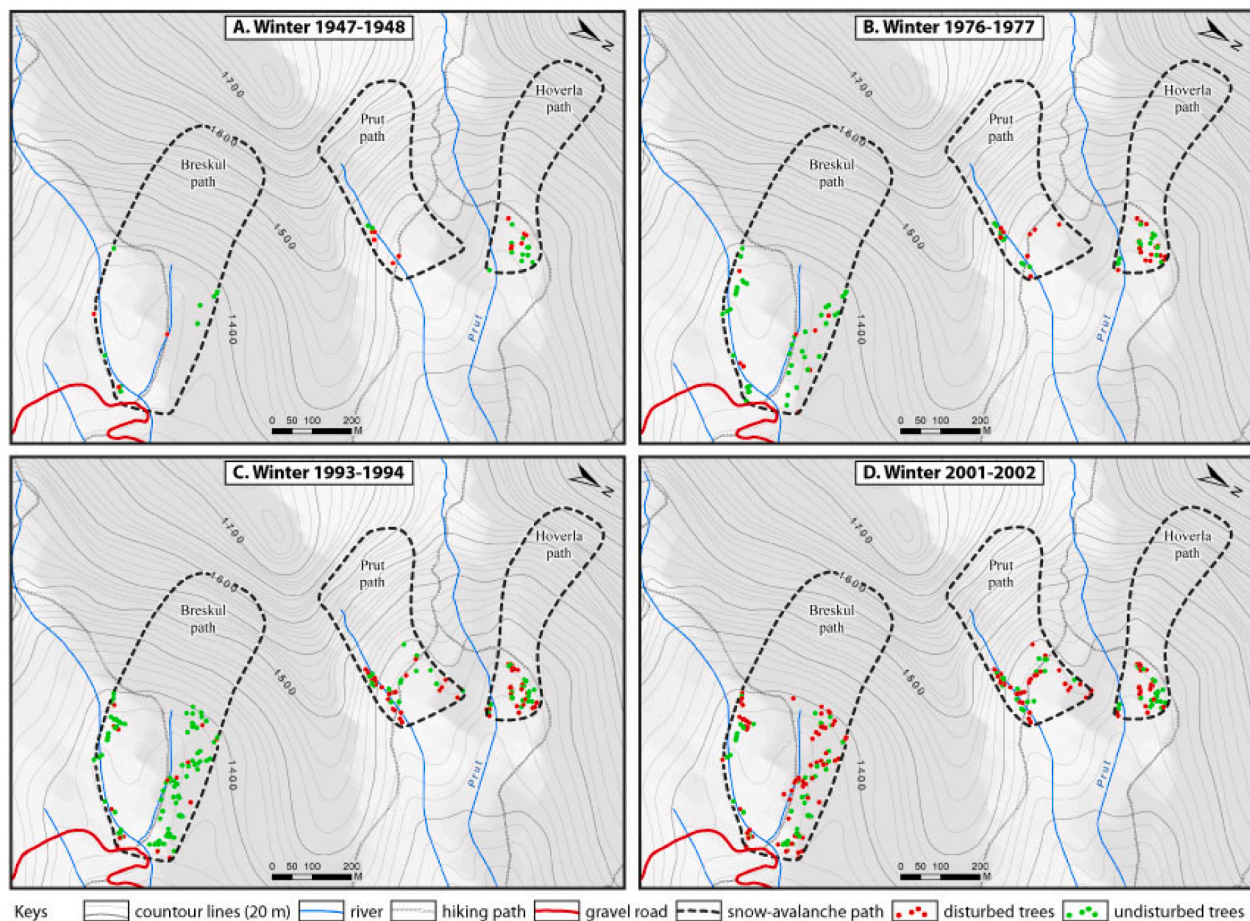 A. Winter 1947-1948
N
1700
1600
1500
1400
Breskul
path
Prut
path
Hoverla
path
Prut
0 50 100 200
M
B. Winter 1976-1977
N
1700
1600
1500
1400
Breskul
path
Prut
path
Hoverla
path
Prut
0 50 100 200
M
C. Winter 1993-1994
N
1700
1600
1500
1400
Breskul
path
Prut
path
Hoverla
path
Prut
0 50 100 200
M
D. Winter 2001-2002
N
1700
1600
1500
1400
Breskul
path
Prut
path
Hoverla
path
Prut
0 50 100 200
M
Keys countour lines (20 m) river hiking path gravel road snow-avalanche path disturbed trees undisturbed trees